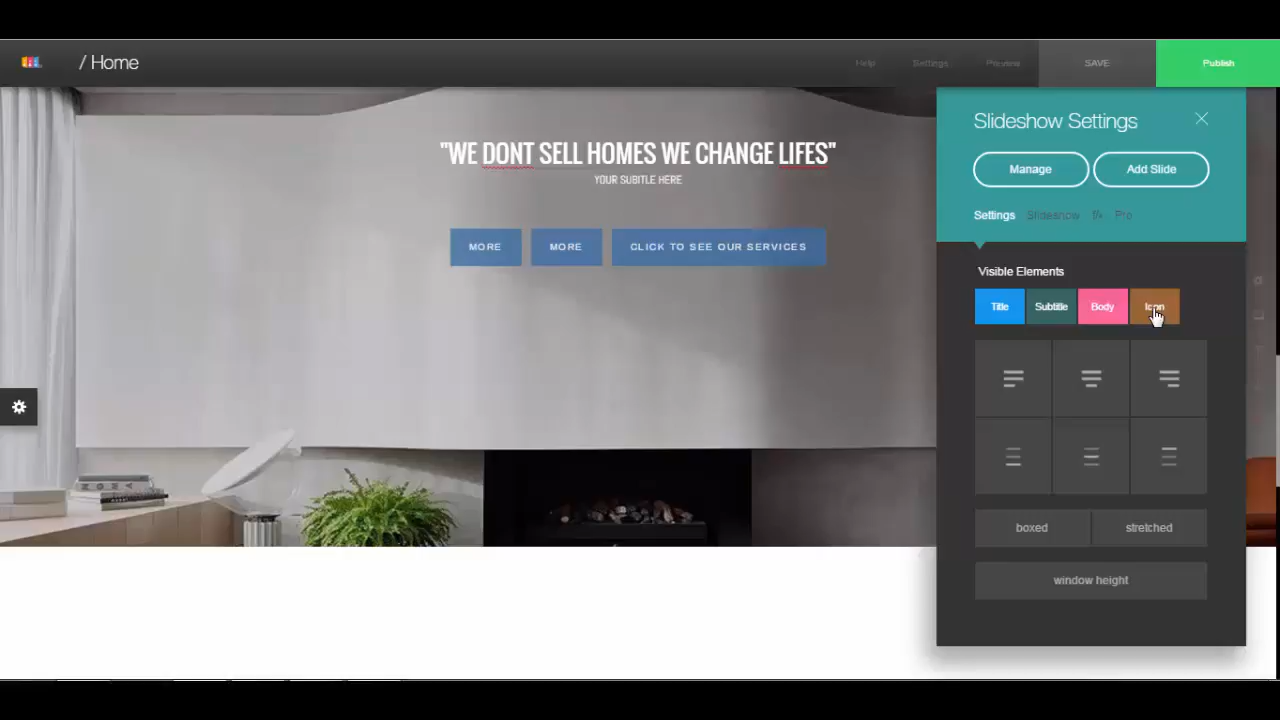 / Home
Help Settings Preview SAVE Publish
"WE DONT SELL HOMES WE CHANGE LIFES"
YOUR SUBITLE HERE
MORE MORE CLICK TO SEE OUR SERVICES
Slideshow Settings
Manage Add Slide
Settings Slideshow f/x Pro
Visible Elements
Title Subtitle Body Icon
boxed stretched
window height